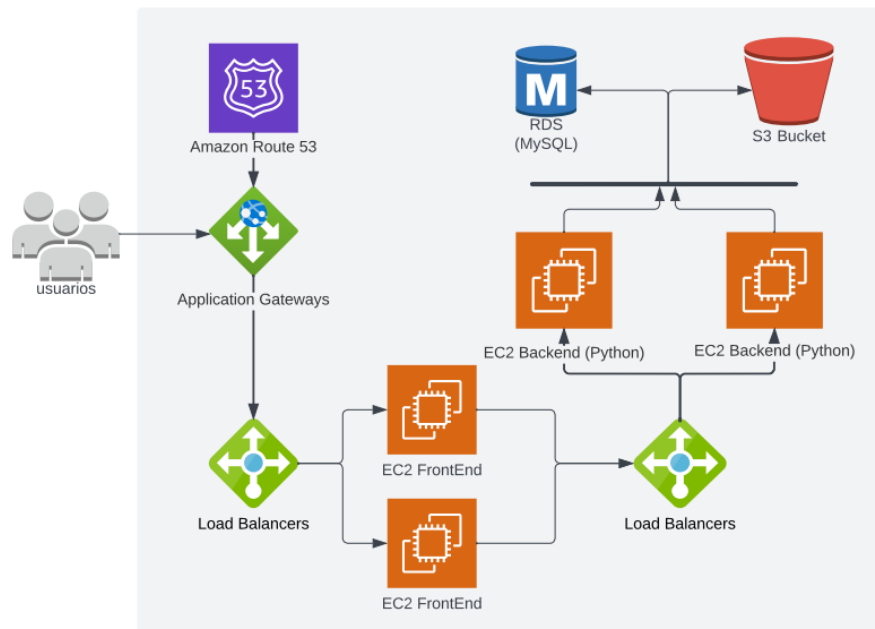 53
Amazon Route 53
usuarios
Application Gateways
Load Balancers
EC2 FrontEnd
EC2 FrontEnd
Load Balancers
EC2 Backend (Python)
EC2 Backend (Python)
M
RDS
(MySQL)
S3 Bucket